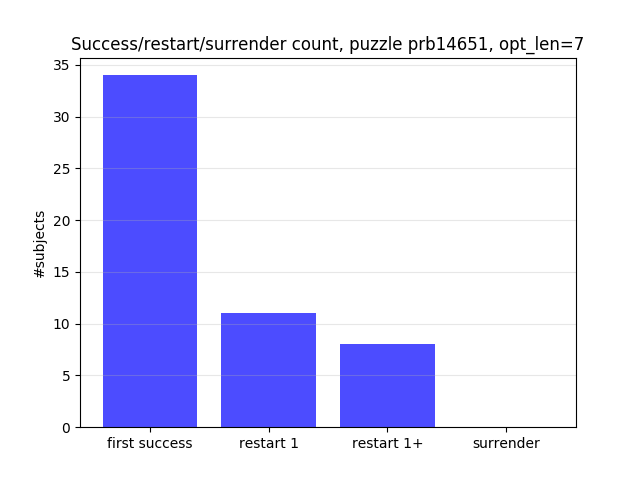 Success/restart/surrender count, puzzle prb14651, opt_len=7
35
30
25
20
15
10
5
0
#subjects
first success
restart 1
restart 1+
surrender